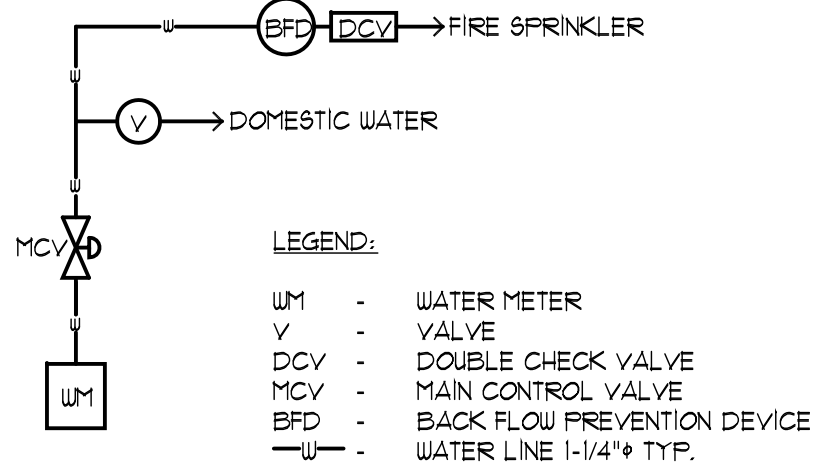 W BFD DCV FIRE SPRINKLER
W
V DOMESTIC WATER
W
MCV
LEGEND:
W
WM
WM - WATER METER
V - VALVE
DCV - DOUBLE CHECK VALVE
MCV - MAIN CONTROL VALVE
BFD - BACK FLOW PREVENTION DEVICE
W - WATER LINE 1-1/4"φ TYP.